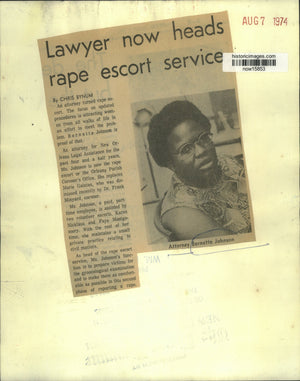 AUG 7 1974
historicimages.com
now15853
Lawyer now heads
rape escort service
By CHRIS BYNUM
An attorney turned rape es-
cort. The focus on updated
procedures is attracting wom-
en from all walks of life in
an effort to meet the prob-
lem. Bernette Johnson is
proof of that.
An attorney for New Or-
leans Legal Assistance for the
past four and a half years,
Ms. Johnson is now the rape
escort at the Orleans Parish
Coroner's Office. She replaces
Marie Galatas, who was dis-
missed recently by Dr. Frank
Minyard, coroner.
Ms. Johnson, a paid, part-
time employe, is assisted by
two volunteer escorts, Karen
and Faye
With the rest of her
time, she maintains a small
private practice relating to
civil matters.
As head of the rape escort
service, Ms. Johnson's func-
tion is to prepare victims for
the gynecological examination
and to make them as comfort-
able as possible in this second
phase of reporting a rape.
Attorney Bernette Johnson